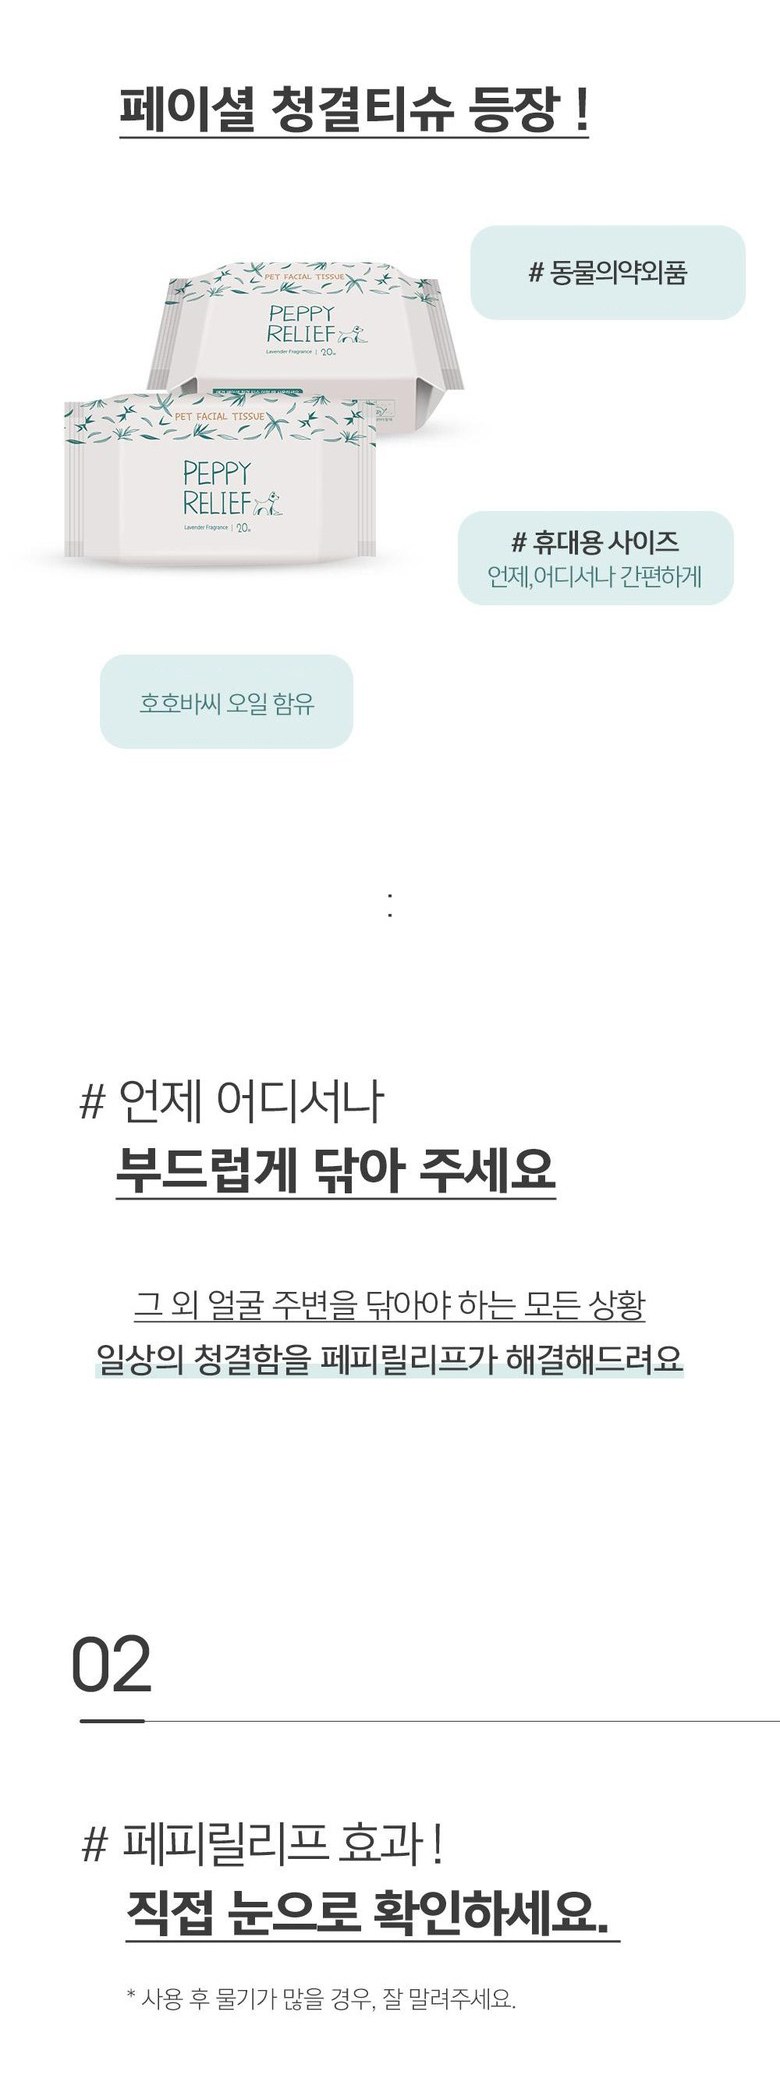 페이셜 청결티슈 등장 !
# 동물의약외품
PET FACIAL TISSUE
PEPPY
RELIEF
Lavender Fragrance | 20
PET FACIAL TISSUE
PEPPY
RELIEF
Lavender Fragrance | 20
# 휴대용 사이즈
언제,어디서나 간편하게
호호바씨 오일 함유
:
# 언제 어디서나
부드럽게 닦아 주세요
그 외 얼굴 주변을 닦아야 하는 모든 상황
일상의 청결함을 페피릴리프가 해결해드려요
02
# 페피릴리프 효과 !
직접 눈으로 확인하세요.
* 사용 후 물기가 많을 경우, 잘 말려주세요.